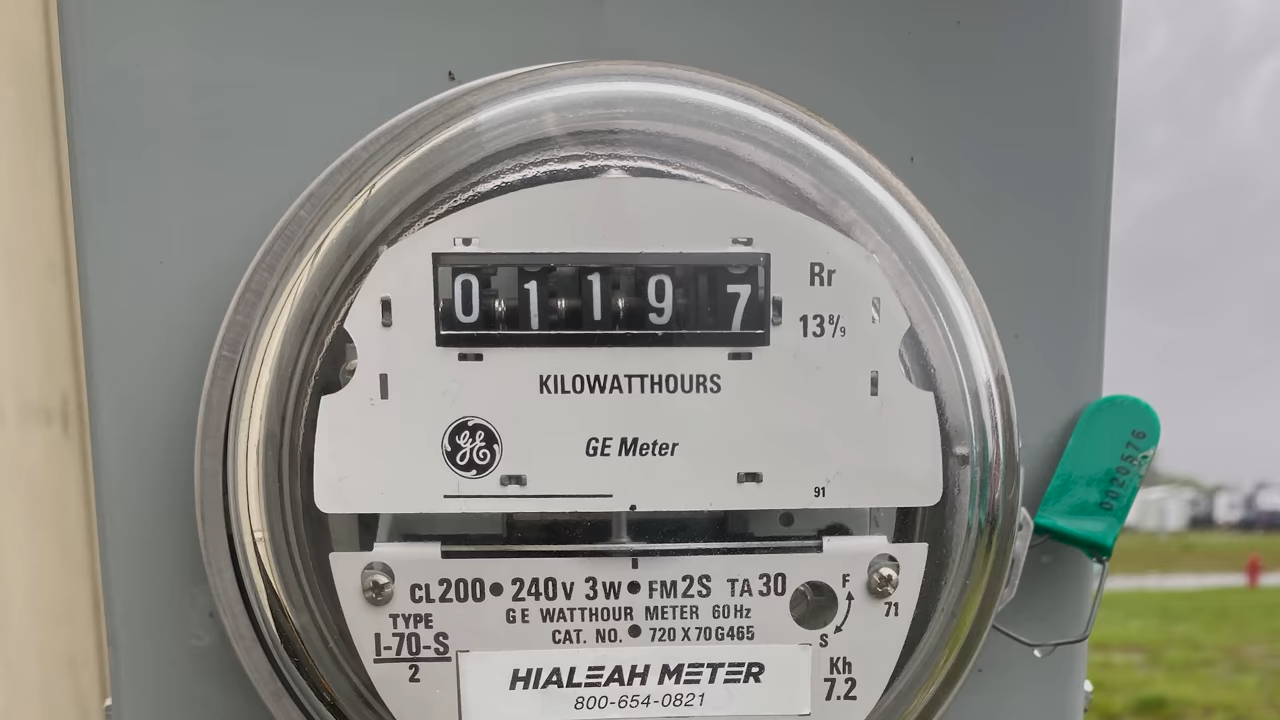 01197
Rr
13 8/9
KILOWATTHOURS
GE
GE Meter
91
0020576
CL200 • 240V 3W • FM2S TA30
GE WATTHOUR METER 60Hz
CAT. NO. • 720X70G465
TYPE
I-70-S
2
F
S
71
HIALEAH METER
800-654-0821
Kh
7.2